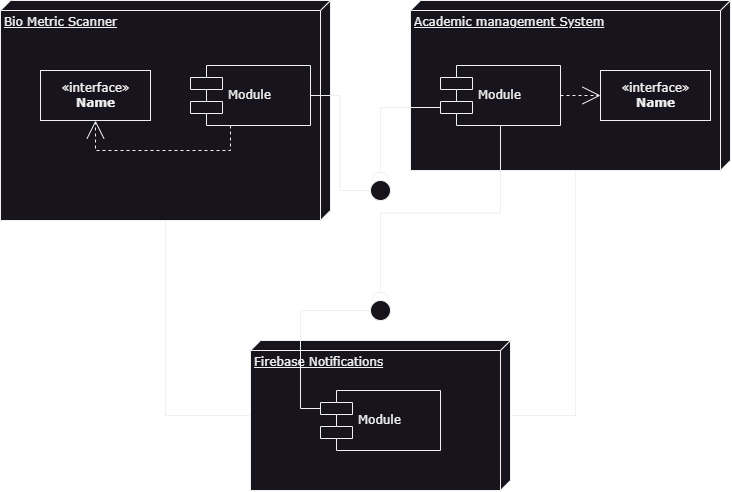 Bio Metric Scanner
«interface»
Name
Module
Academic management System
Module
«interface»
Name
Firebase Notifications
Module